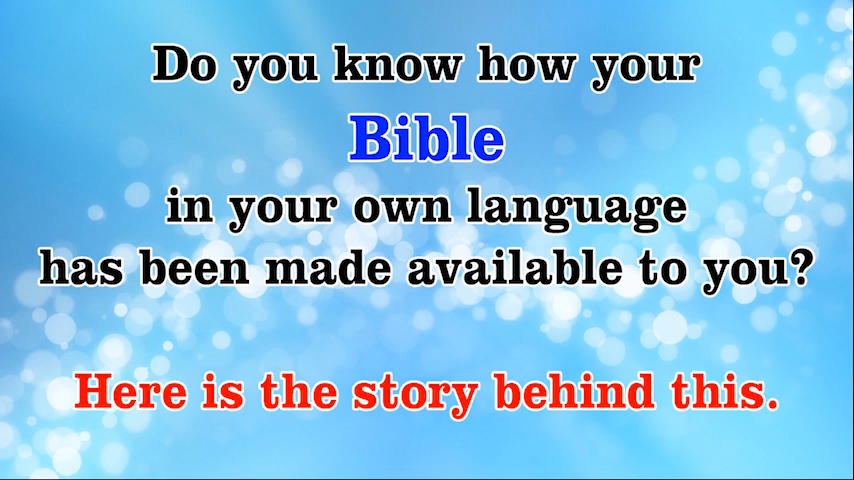 Do you know how your
Bible
in your own language
has been made available to you?
Here is the story behind this.